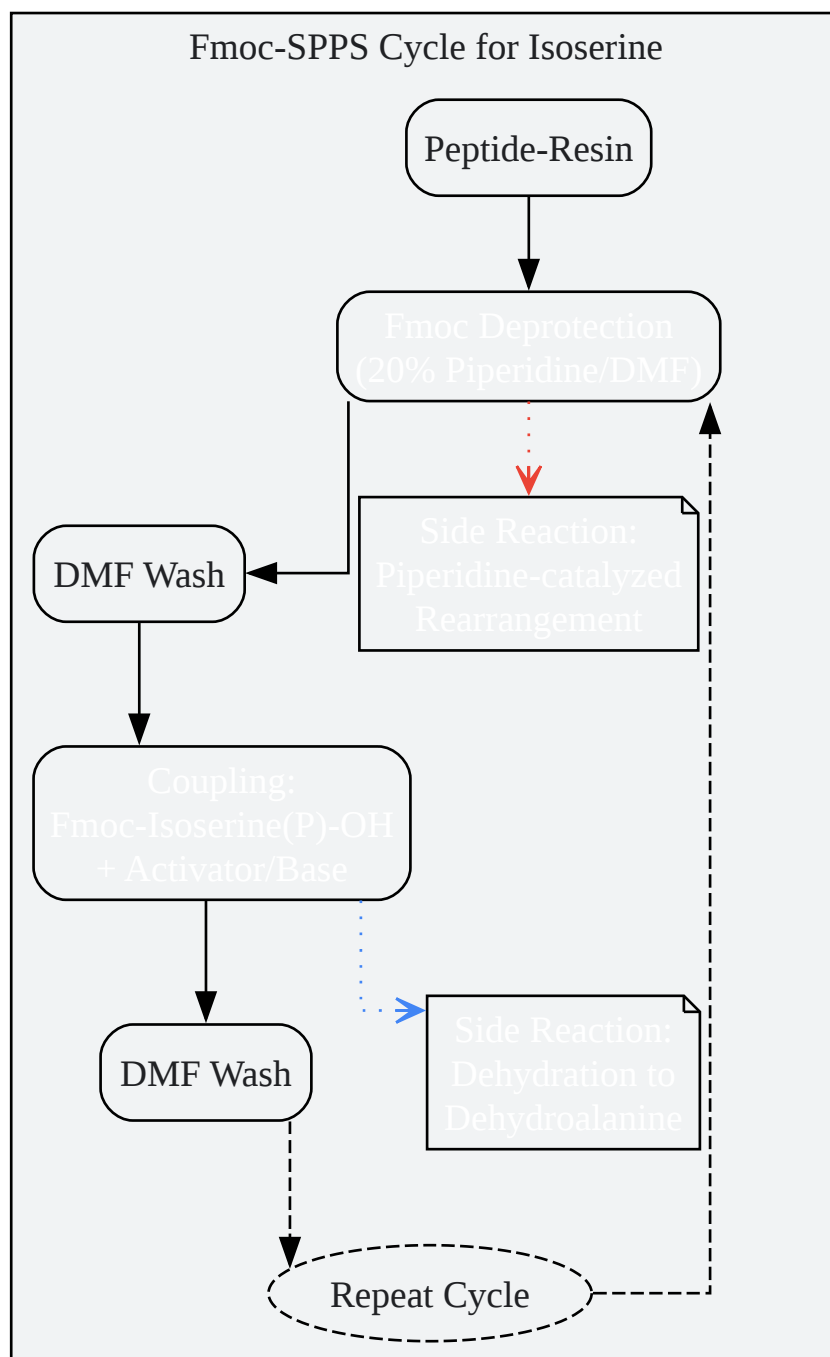 Fmoc-SPPS Cycle for Isoserine
Peptide-Resin
Fmoc Deprotection
(20% Piperidine/DMF)
Side Reaction:
Piperidine-catalyzed
Rearrangement
DMF Wash
Coupling:
Fmoc-Isoserine(P)-OH
+ Activator/Base
Side Reaction:
Dehydration to
Dehydroalanine
DMF Wash
Repeat Cycle